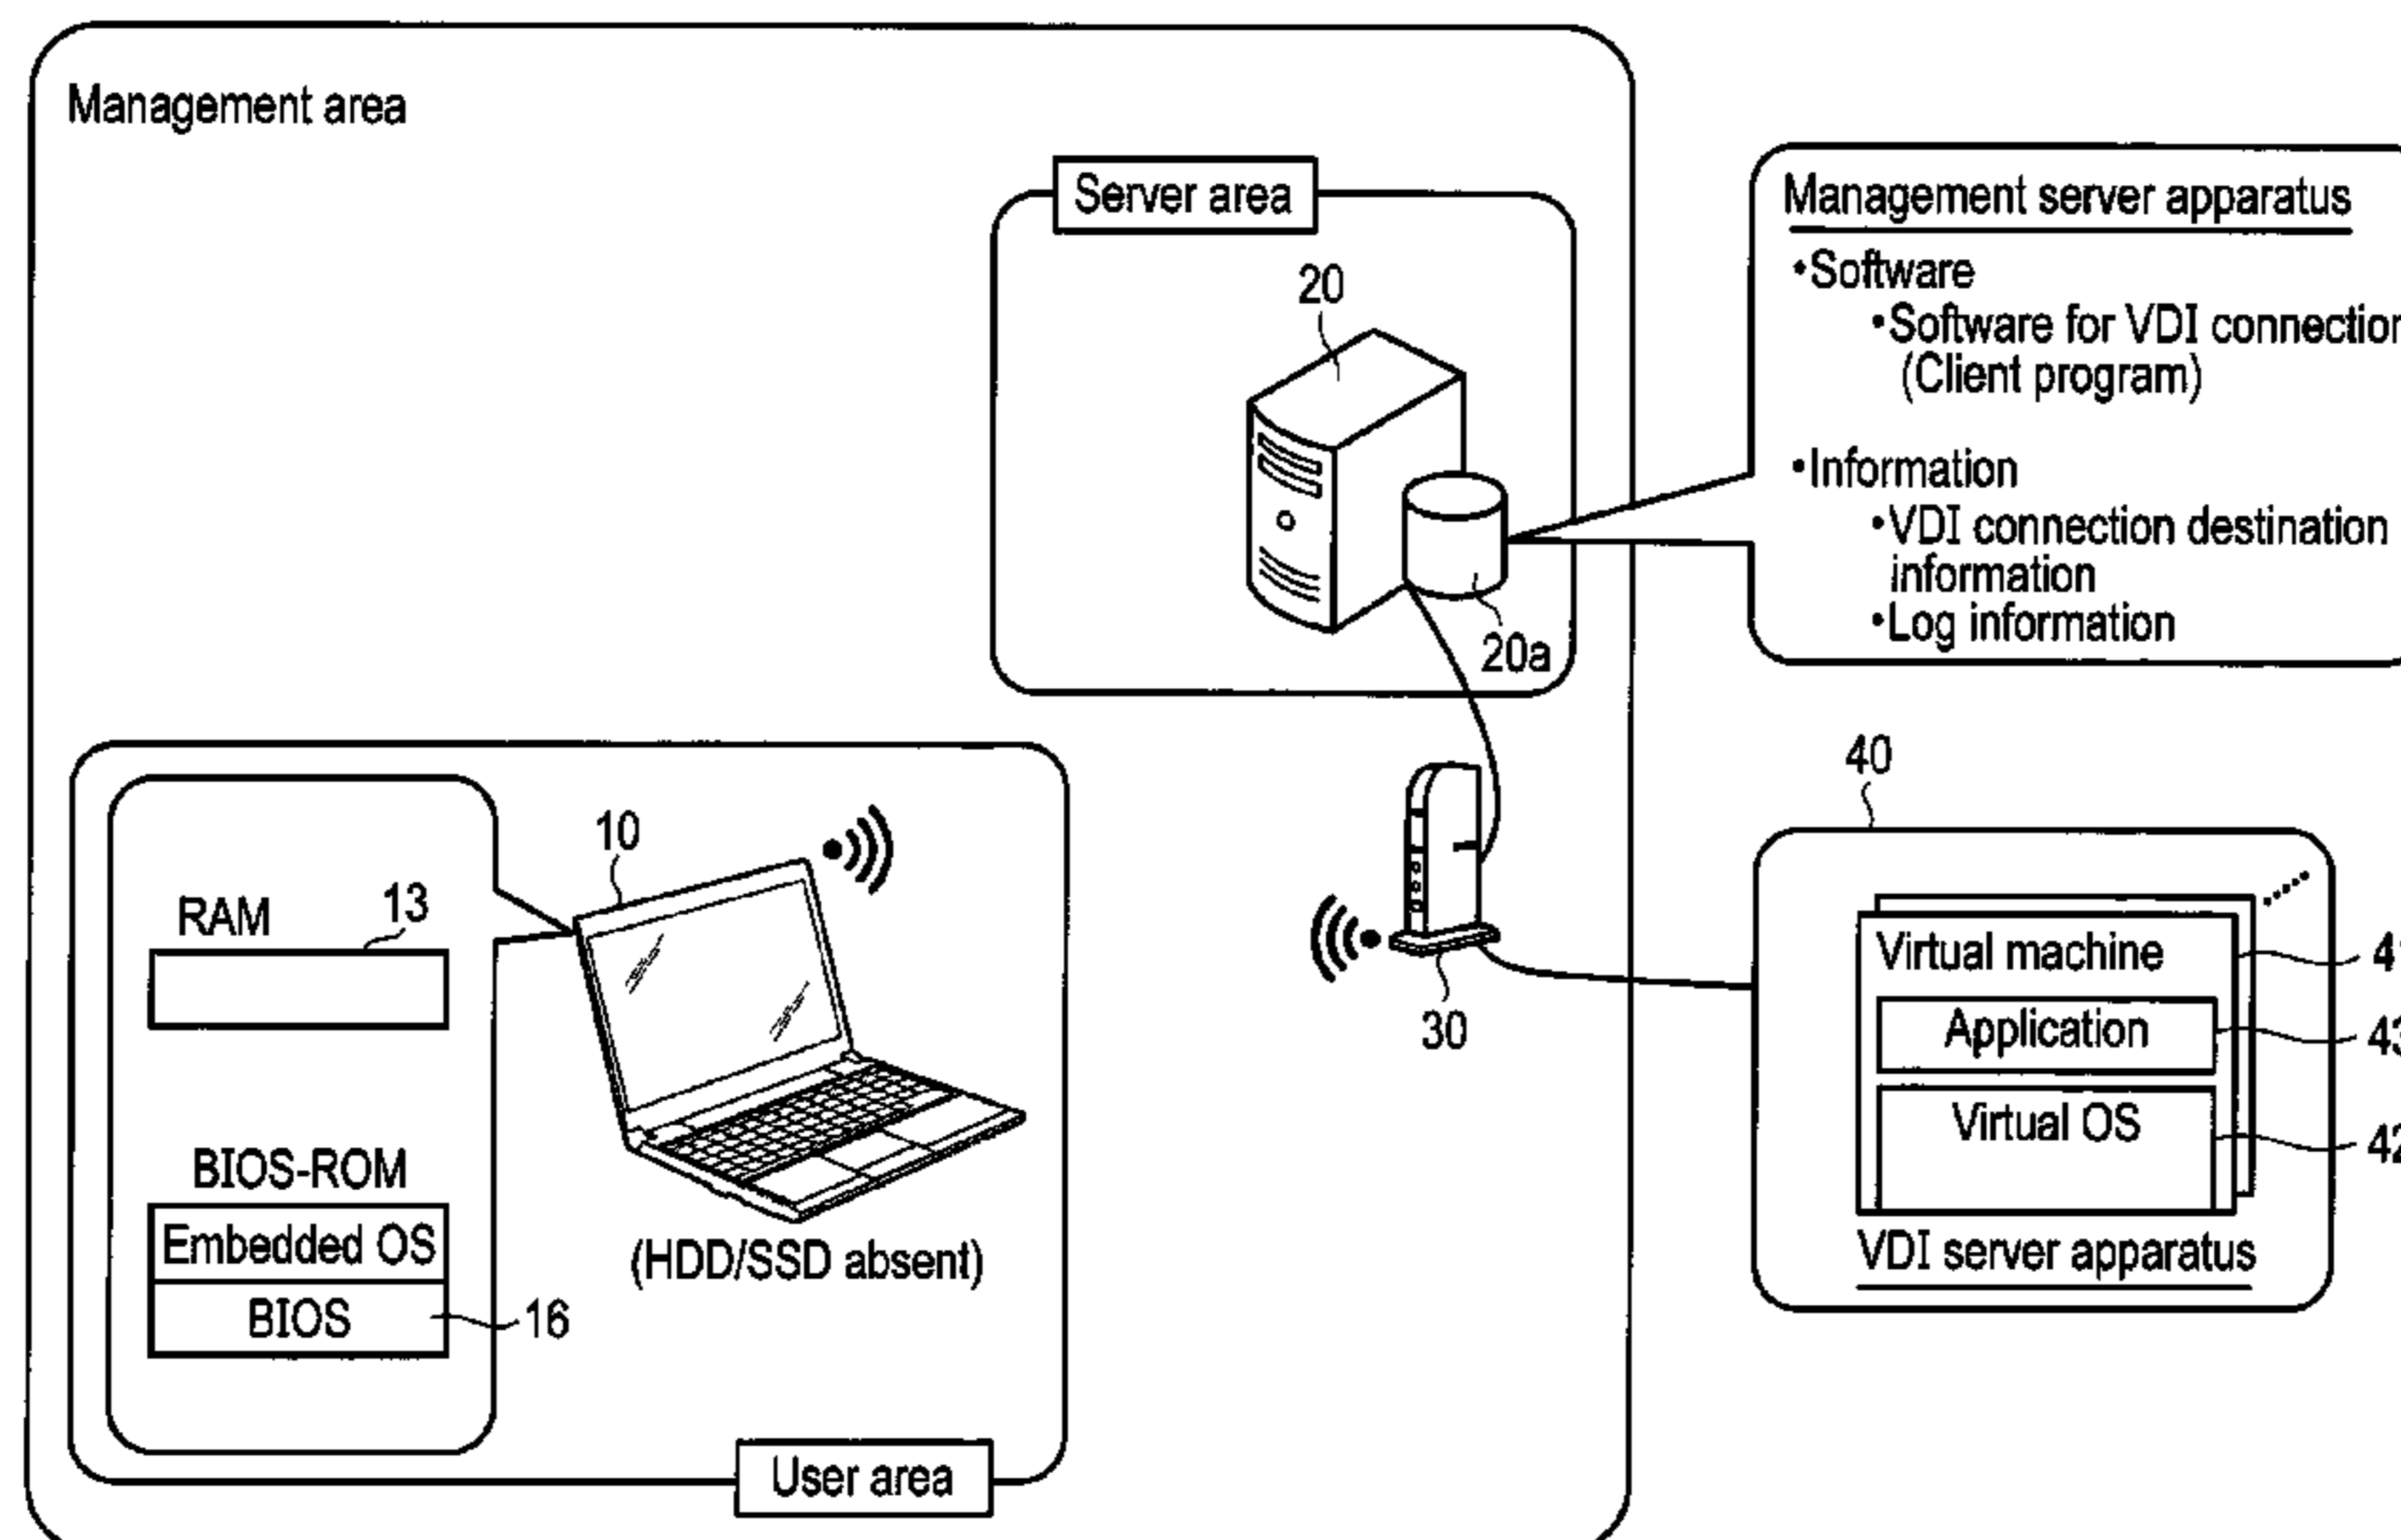 Management area
Server area
20
20a
Management server apparatus
•Software
•Software for VDI connection
(Client program)
•Information
•VDI connection destination
information
•Log information
RAM
13
BIOS-ROM
Embedded OS
BIOS
16
10
(HDD/SSD absent)
User area
30
40
Virtual machine
Application
Virtual OS
42
VDI server apparatus